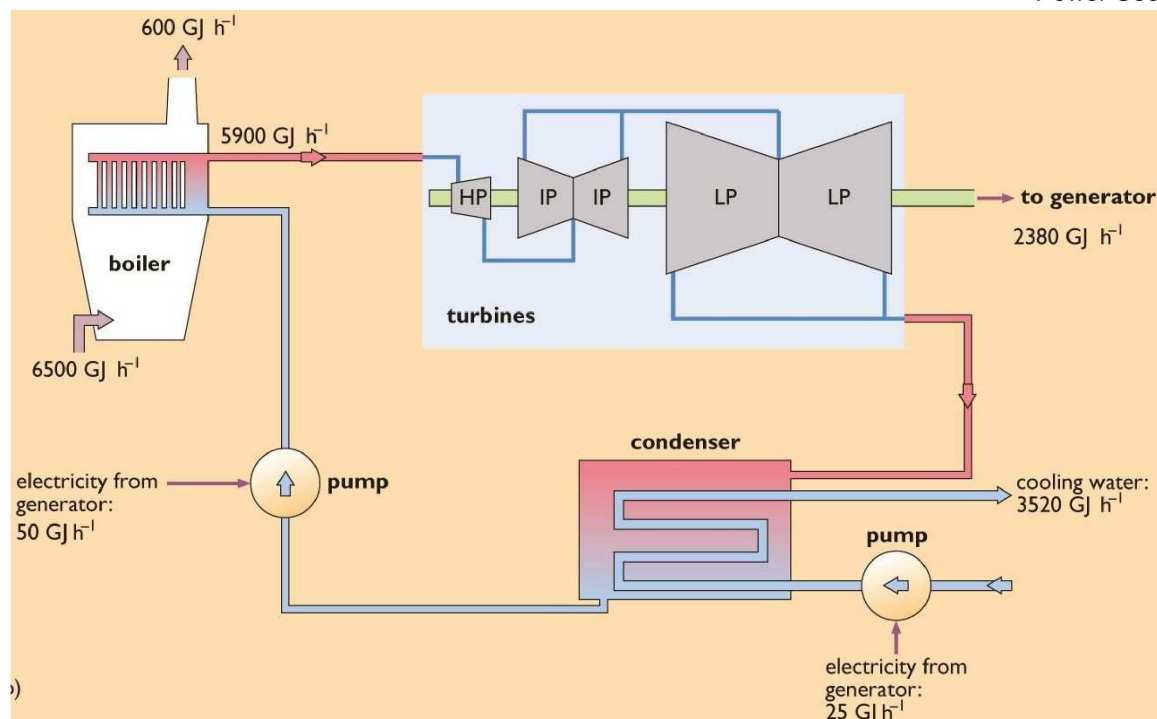 600 GJ h⁻¹
5900 GJ h⁻¹
HP
IP
IP
LP
LP
to generator
2380 GJ h⁻¹
boiler
turbines
6500 GJ h⁻¹
condenser
electricity from
generator:
50 GJ h⁻¹
pump
cooling water:
3520 GJ h⁻¹
pump
electricity from
generator:
25 GJ h⁻¹